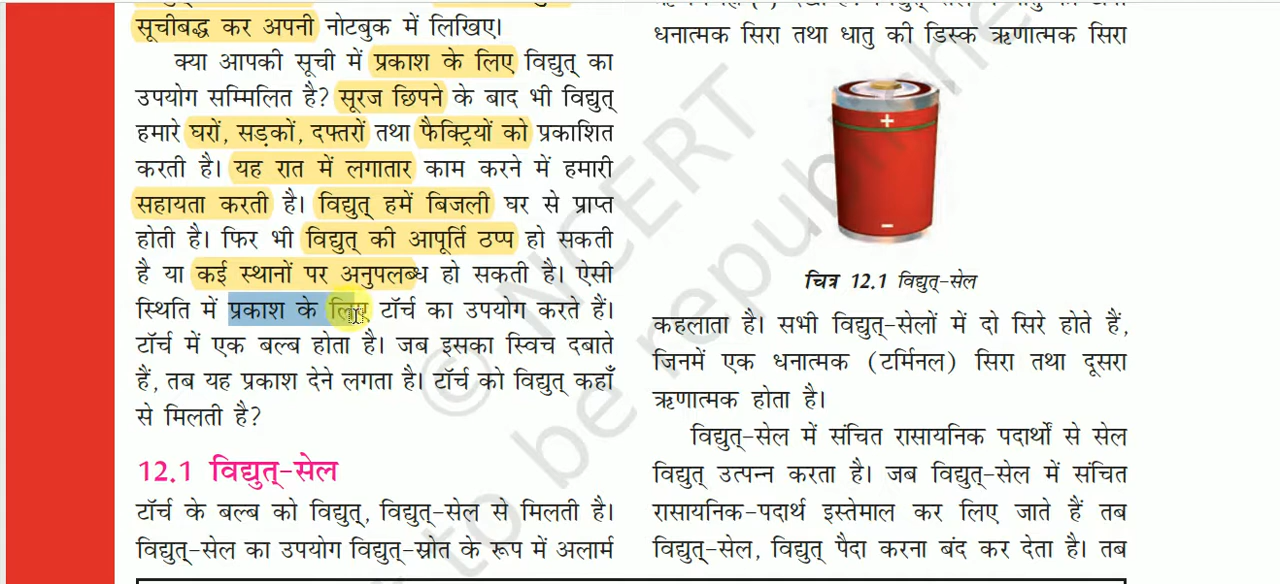 सूचीबद्ध कर अपनी नोटबुक में लिखिए।
क्या आपकी सूची में प्रकाश के लिए विद्युत् का
उपयोग सम्मिलित है? सूरज छिपने के बाद भी विद्युत्
हमारे घरों, सड़कों, दफ्तरों तथा फैक्ट्रियों को प्रकाशित
करती है। यह रात में लगातार काम करने में हमारी
सहायता करती है। विद्युत् हमें बिजली घर से प्राप्त
होती है। फिर भी विद्युत् की आपूर्ति ठप्प हो सकती
है या कई स्थानों पर अनुपलब्ध हो सकती है। ऐसी
स्थिति में प्रकाश के लिए टॉर्च का उपयोग करते हैं।
टॉर्च में एक बल्ब होता है। जब इसका स्विच दबाते
हैं, तब यह प्रकाश देने लगता है। टॉर्च को विद्युत् कहाँ
से मिलती है?
12.1 विद्युत्-सेल
टॉर्च के बल्ब को विद्युत्, विद्युत्-सेल से मिलती है।
विद्युत्-सेल का उपयोग विद्युत्-स्रोत के रूप में अलार्म
धनात्मक सिरा तथा धातु की डिस्क ऋणात्मक सिरा
+
-
चित्र 12.1 विद्युत्-सेल
कहलाता है। सभी विद्युत्-सेलों में दो सिरे होते हैं,
जिनमें एक धनात्मक (टर्मिनल) सिरा तथा दूसरा
ऋणात्मक होता है।
विद्युत्-सेल में संचित रासायनिक पदार्थों से सेल
विद्युत् उत्पन्न करता है। जब विद्युत्-सेल में संचित
रासायनिक-पदार्थ इस्तेमाल कर लिए जाते हैं तब
विद्युत्-सेल, विद्युत् पैदा करना बंद कर देता है। तब
© NCERT
to be republished